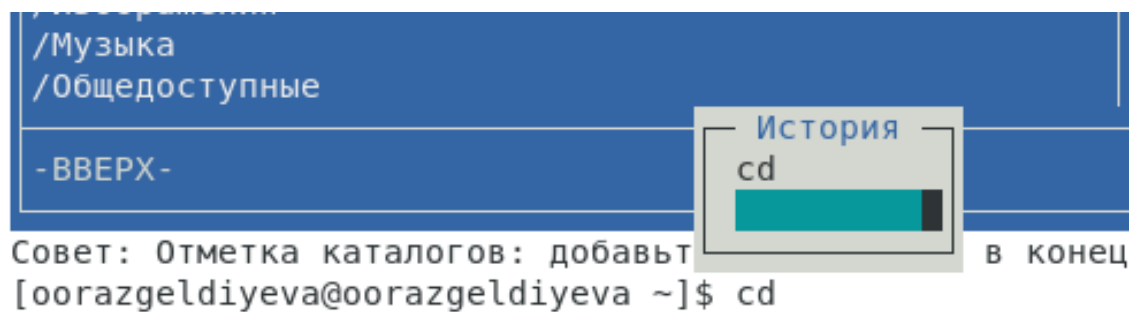 /Музыка
/Общедоступные
История
-ВВЕРХ-
cd
Совет: Отметка каталогов: добавьт в конец
[oorazgeldiyeva@oorazgeldiyeva ~]$ cd